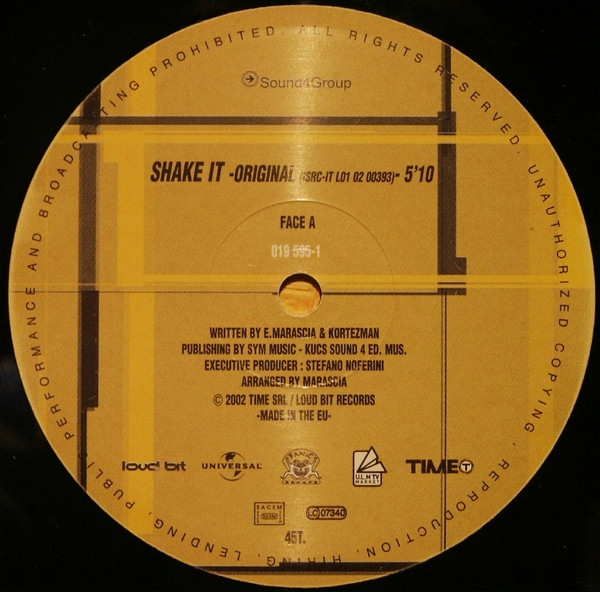 PERFORMANCE AND BROADCASTING PROHIBITED. ALL RIGHTS RESERVED. UNAUTHORIZED COPYING. REPRODUCTION, HIRING, LENDING, PUBLIC
Sound4Group
SHAKE IT -ORIGINAL (ISRC-IT L01 02 00393)- 5'10
FACE A
019 595-1
WRITTEN BY E.MARASCIA & KORTEZMAN
PUBLISHING BY SYM MUSIC - KUCS SOUND 4 ED. MUS.
EXECUTIVE PRODUCER : STEFANO NOFERINI
ARRANGED BY MARASCIA
© 2002 TIME SRL / LOUD BIT RECORDS
-MADE IN THE EU-
loud bit UNIVERSAL PANIC RECORDS U.L.M TV MARKET TIME T
SACEM LC 07340
45T.